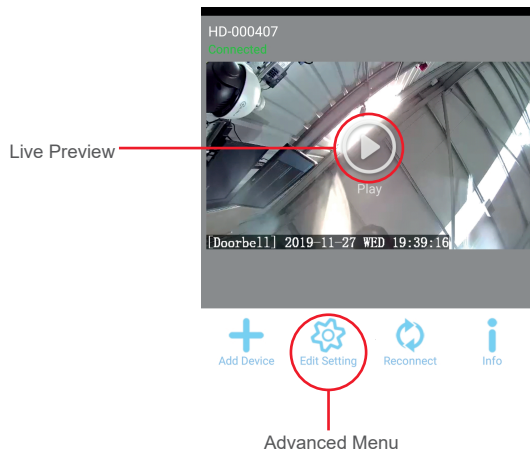 HD-000407
Connected
Live Preview
Play
[Doorbell] 2019-11-27 WED 19:39:16
Add Device
Edit Setting
Reconnect
Info
Advanced Menu